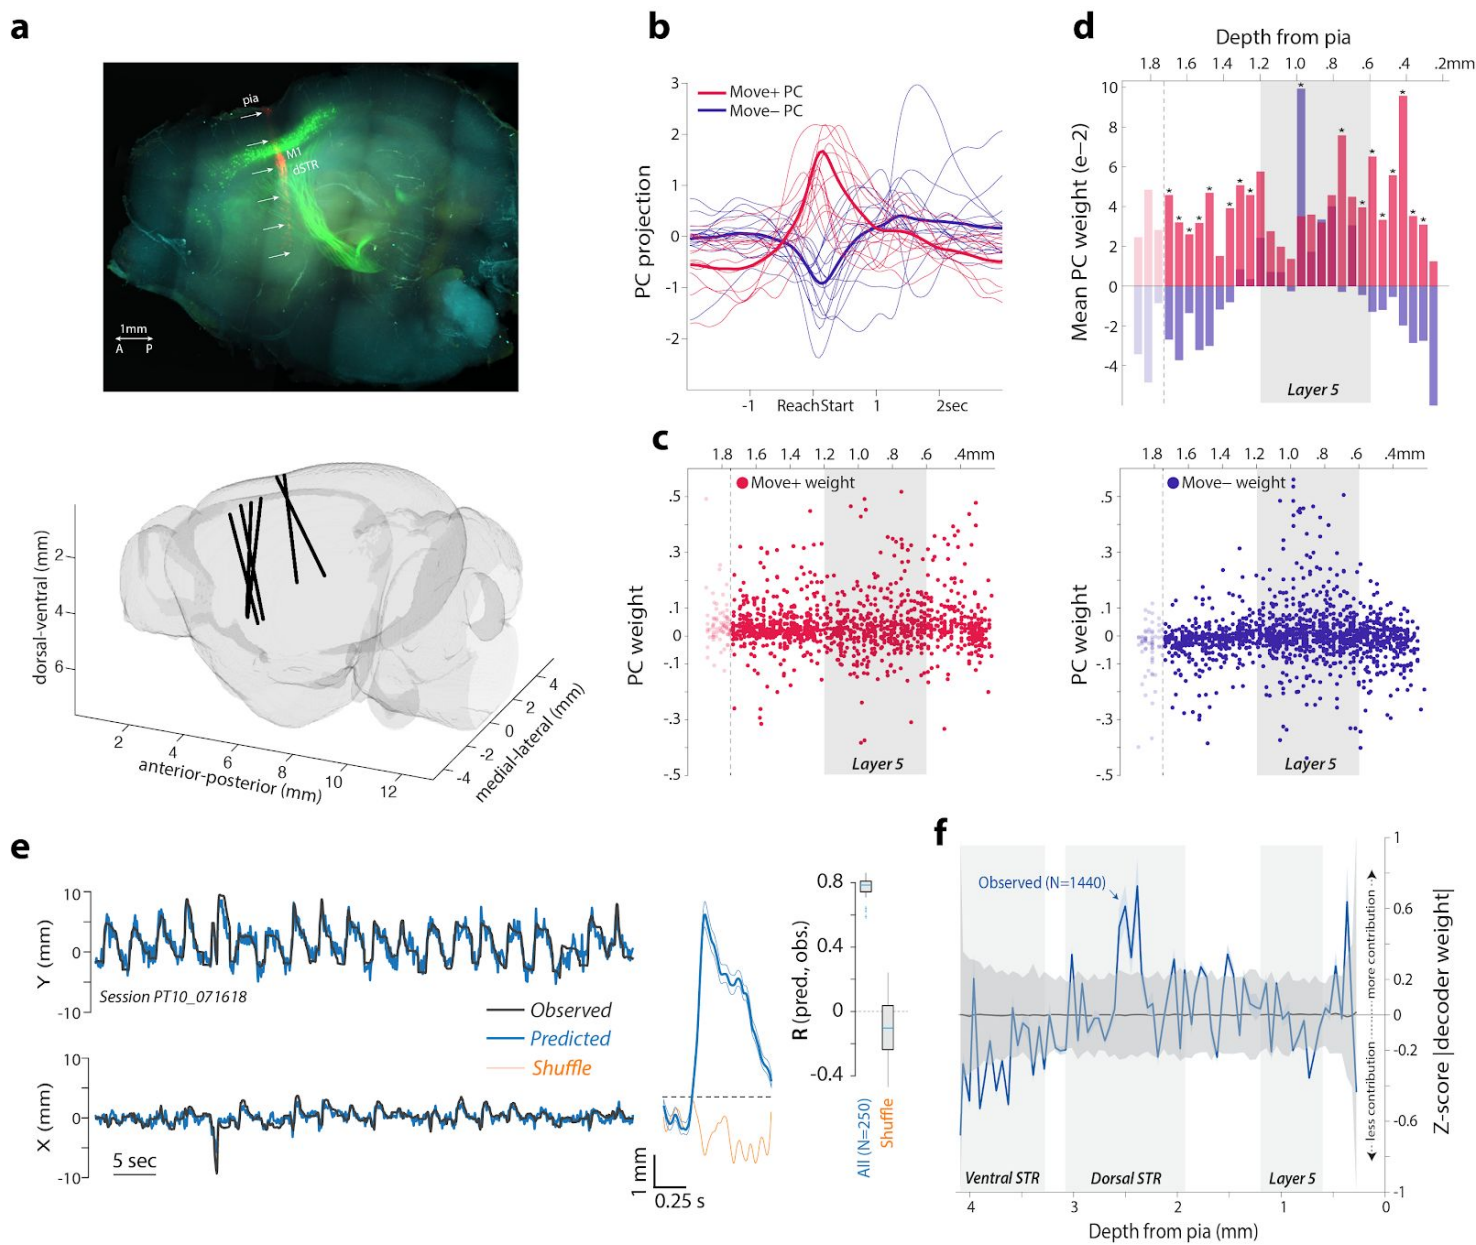 a
pia
M1
dSTR
1mm
A P
dorsal-ventral (mm)
2
4
6
2
4
6
8
10
12
anterior-posterior (mm)
4
2
0
-2
-4
medial-lateral (mm)
b
Move+ PC
Move− PC
PC projection
3
2
1
0
-1
-2
-1 ReachStart 1 2sec
c
1.8 1.6 1.4 1.2 1.0 .8 .6 .4mm
Move+ weight
PC weight
.5
.3
.1
0
-.1
-.3
-.5
Layer 5
1.8 1.6 1.4 1.2 1.0 .8 .6 .4mm
Move− weight
PC weight
.5
.3
.1
0
-.1
-.3
-.5
Layer 5
d
Depth from pia
1.8 1.6 1.4 1.2 1.0 .8 .6 .4 .2mm
Mean PC weight (e−2)
10
8
6
4
2
0
-2
-4
Layer 5
e
Y (mm)
10
0
-10
Session PT10_071618
Observed
Predicted
Shuffle
X (mm)
10
0
-10
5 sec
1 mm
0.25 s
R (pred., obs.)
0.8
0.4
0
-0.4
All (N=250)
Shuffle
f
Observed (N=1440)
1
0.6
0.2
0
-0.2
-0.6
-1
less contribution
more contribution
Z-score |decoder weight|
Ventral STR
Dorsal STR
Layer 5
4 3 2 1 0
Depth from pia (mm)